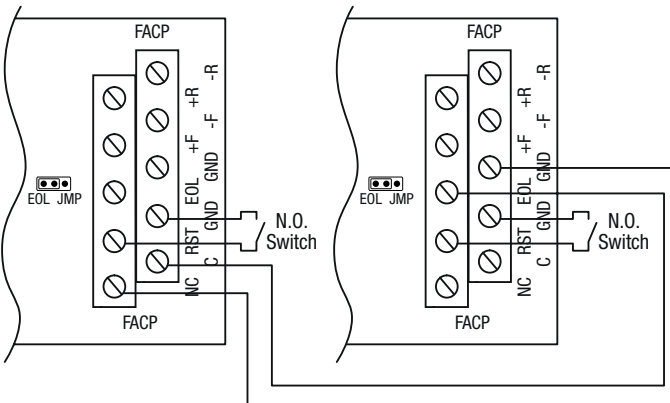 FACP
-R
+R
-F
+F
GND
EOL
GND
RST
C
NC
EOL JMP
N.O.
Switch
FACP
FACP
-R
+R
-F
+F
GND
EOL
GND
RST
C
NC
EOL JMP
N.O.
Switch
FACP